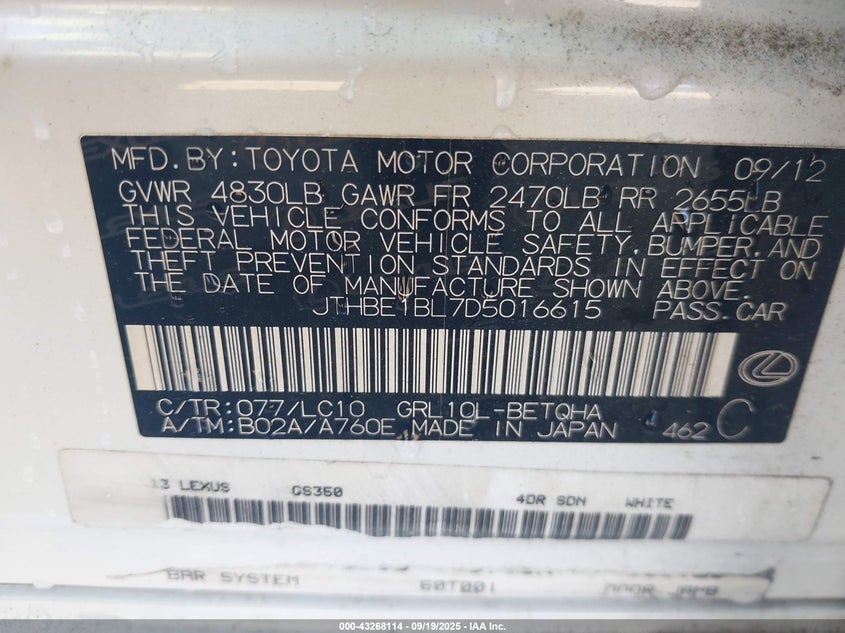 MFD. BY: TOYOTA MOTOR CORPORATION 09/12
GVWR 4830LB GAWR FR 2470LB RR 2655LB
THIS VEHICLE CONFORMS TO ALL APPLICABLE
FEDERAL MOTOR VEHICLE SAFETY, BUMPER, AND
THEFT PREVENTION STANDARDS IN EFFECT ON
THE DATE OF MANUFACTURE SHOWN ABOVE.
JTHBE1BL7D5016615 PASS. CAR
C/TR: 077/LC10 GRL10L-BETQHA
A/TM: B02A/A760E MADE IN JAPAN 462 C
13 LEXUS GS350 4DR SDN WHITE
BAR SYSTEM 60T001
000-43268114 - 09/19/2025 - IAA Inc.